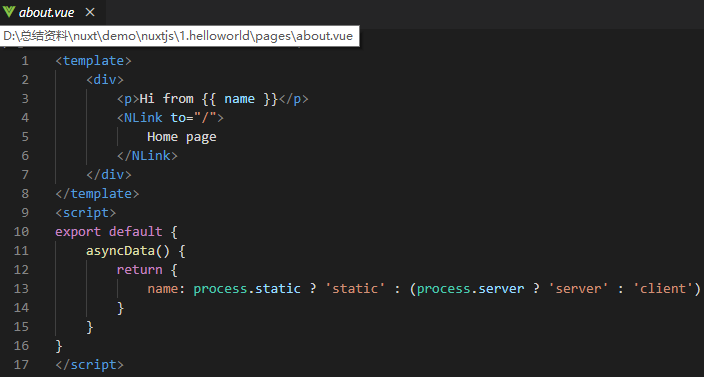 about.vue ×
D:\总结资料\nuxt\demo\nuxtjs\1.helloworld\pages\about.vue
1 <template>
2     <div>
3         <p>Hi from {{ name }}</p>
4         <NLink to="/">
5             Home page
6         </NLink>
7     </div>
8 </template>
9 <script>
10 export default {
11     asyncData() {
12         return {
13             name: process.static ? 'static' : (process.server ? 'server' : 'client')
14         }
15     }
16 }
17 </script>